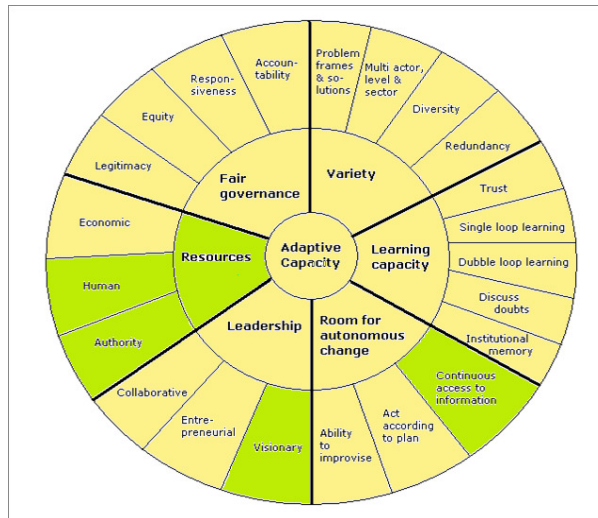 Adaptive
Capacity
Variety
Problem
frames
& so-
lutions
Multi actor,
level &
sector
Diversity
Redundancy
Learning
capacity
Trust
Single loop learning
Dubble loop learning
Discuss
doubts
Institutional
memory
Room for
autonomous
change
Continuous
access to
information
Act
according
to plan
Ability
to
improvise
Leadership
Visionary
Entre-
preneurial
Collaborative
Resources
Authority
Human
Economic
Fair
governance
Legitimacy
Equity
Respon-
siveness
Accoun-
tability